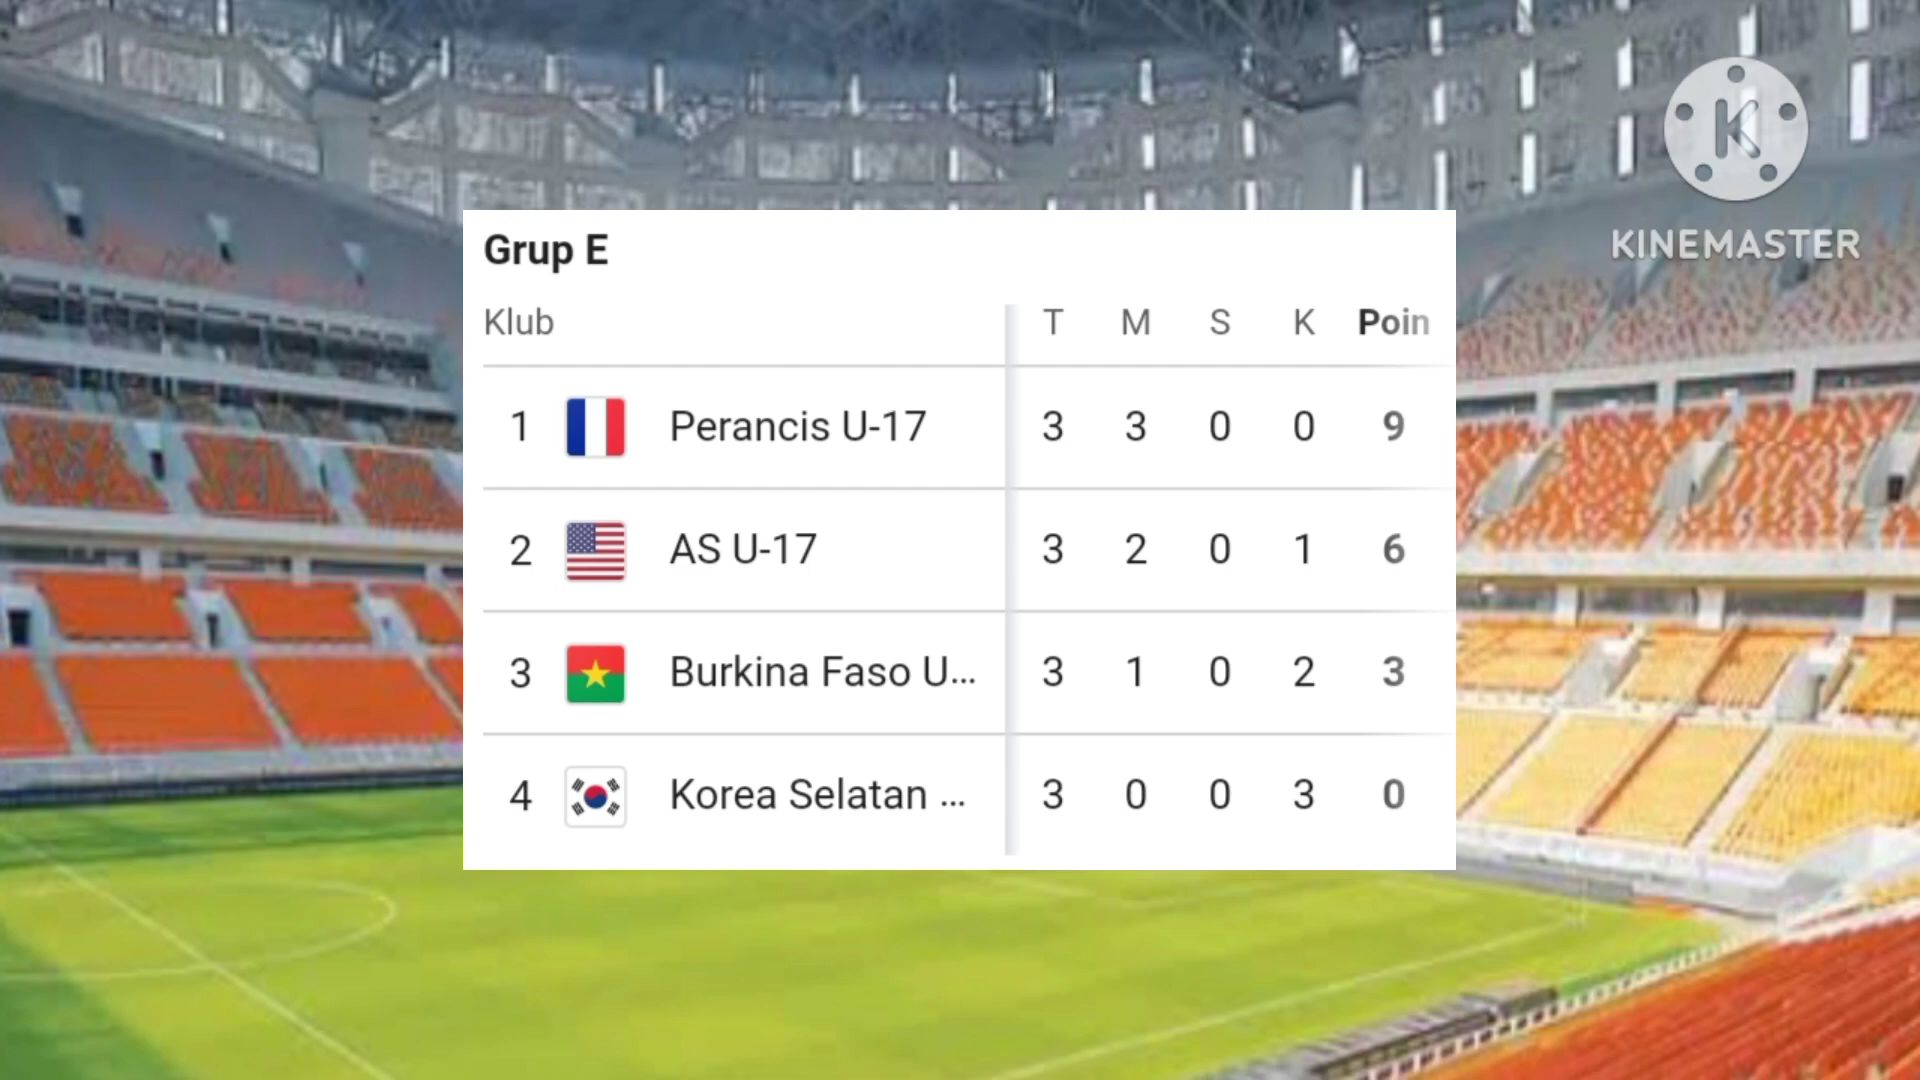 K
KINEMASTER
Grup E
Klub T M S K Poin
1 Perancis U-17 3 3 0 0 9
2 AS U-17 3 2 0 1 6
3 Burkina Faso U... 3 1 0 2 3
4 Korea Selatan ... 3 0 0 3 0